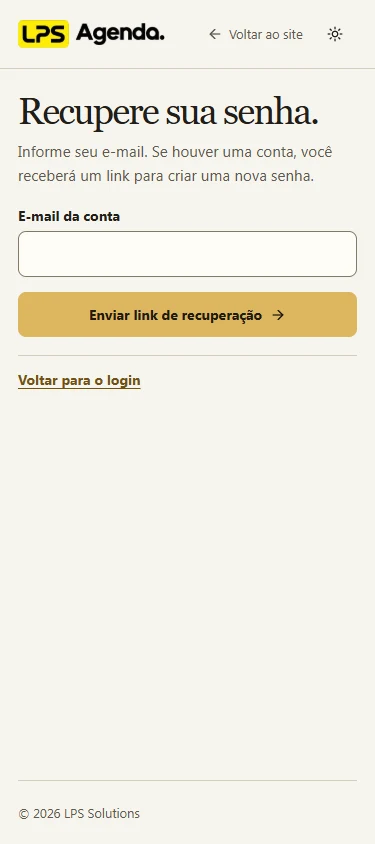 LPS Agenda.
Voltar ao site
Recupere sua senha.
Informe seu e-mail. Se houver uma conta, você
receberá um link para criar uma nova senha.
E-mail da conta
Enviar link de recuperação
Voltar para o login
© 2026 LPS Solutions